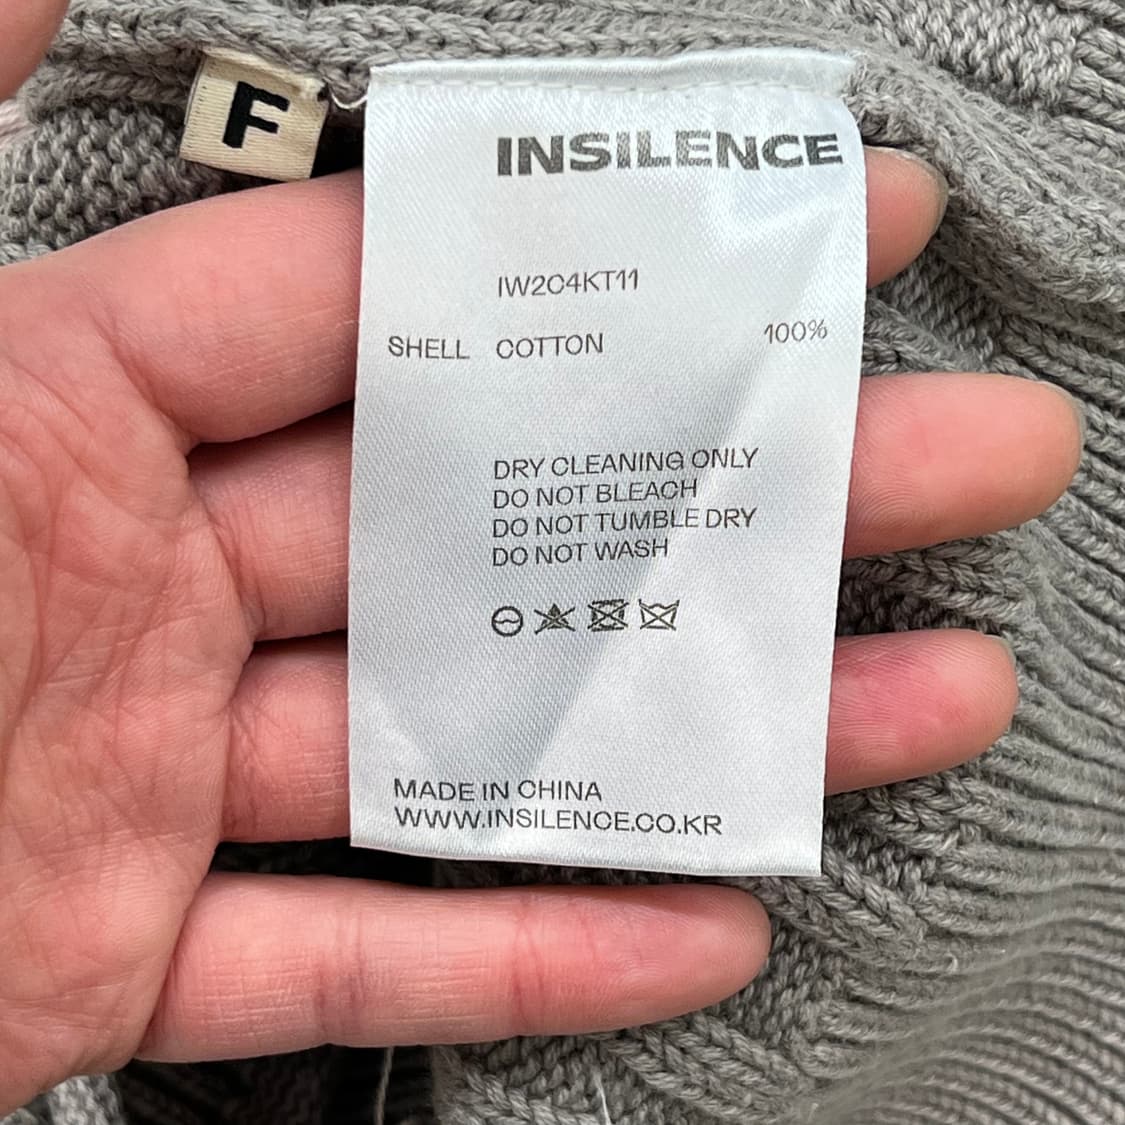 F
INSILENCE
IW2C4KT11
SHELL COTTON 100%
DRY CLEANING ONLY
DO NOT BLEACH
DO NOT TUMBLE DRY
DO NOT WASH
MADE IN CHINA
WWW.INSILENCE.CO.KR